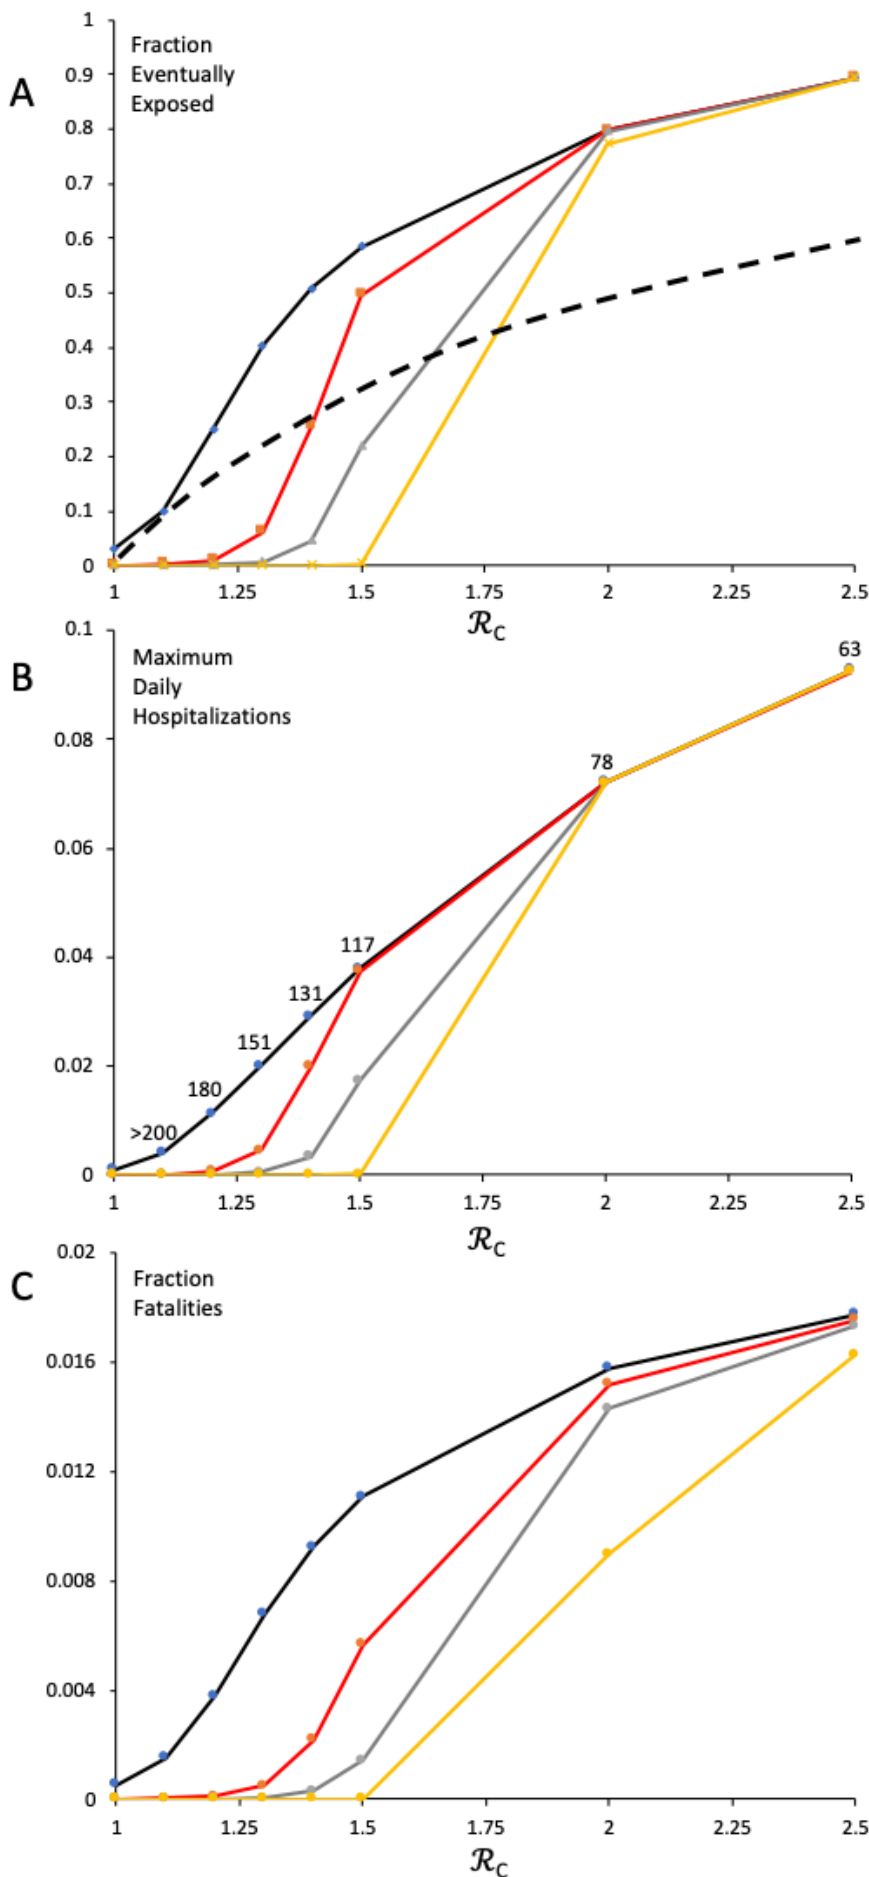 A
Fraction
Eventually
Exposed
1
0.9
0.8
0.7
0.6
0.5
0.4
0.3
0.2
0.1
0
1 1.25 1.5 1.75 2 2.25 2.5
ℛC
B
Maximum
Daily
Hospitalizations
0.1
0.08
0.06
0.04
0.02
0
63
78
117
131
151
180
>200
1 1.25 1.5 1.75 2 2.25 2.5
ℛC
C
Fraction
Fatalities
0.02
0.016
0.012
0.008
0.004
0
1 1.25 1.5 1.75 2 2.25 2.5
ℛC